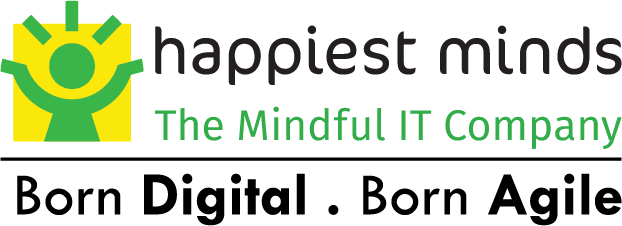 happiest minds
The Mindful IT Company
Born Digital . Born Agile